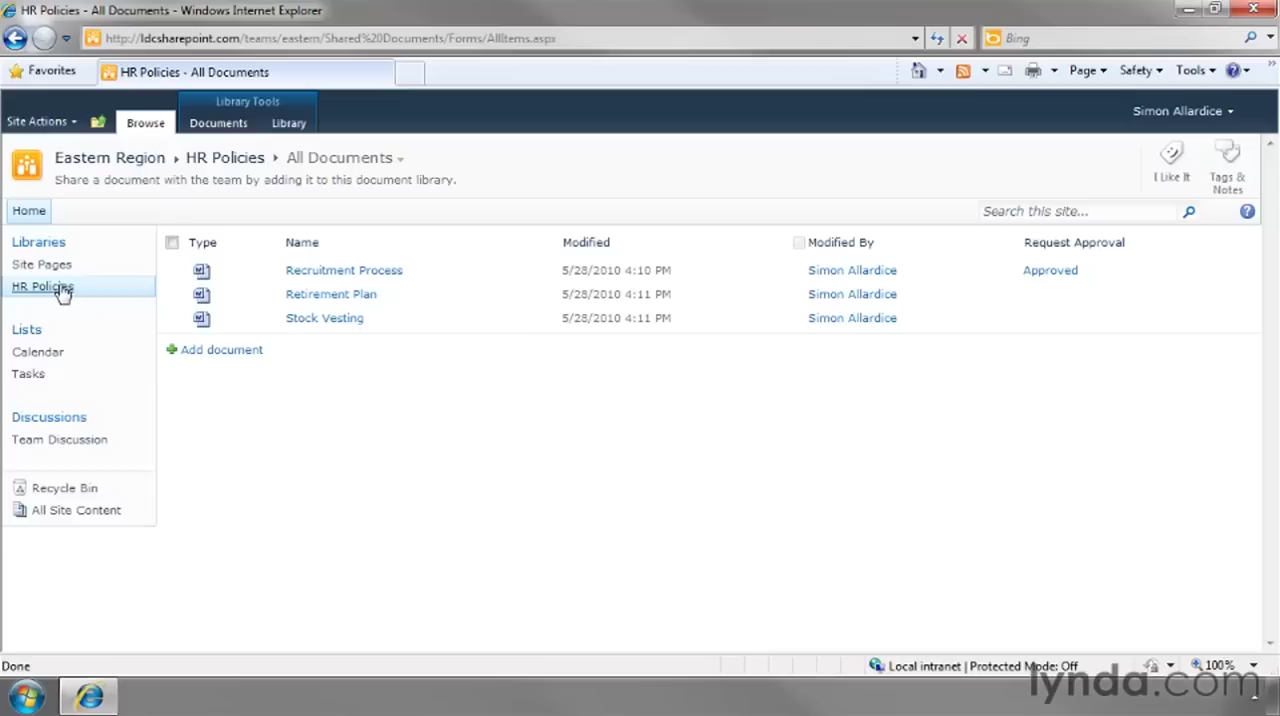 HR Policies - All Documents - Windows Internet Explorer
http://ldcsharepoint.com/teams/eastern/Shared%20Documents/Forms/AllItems.aspx
Bing
Favorites
HR Policies - All Documents
Page
Safety
Tools
Library Tools
Site Actions
Browse
Documents
Library
Simon Allardice
Eastern Region
HR Policies
All Documents
Share a document with the team by adding it to this document library.
I Like It
Tags &
Notes
Home
Search this site...
Libraries
Site Pages
HR Policies
Lists
Calendar
Tasks
Discussions
Team Discussion
Recycle Bin
All Site Content
Type Name Modified Modified By Request Approval
Recruitment Process 5/28/2010 4:10 PM Simon Allardice Approved
Retirement Plan 5/28/2010 4:11 PM Simon Allardice
Stock Vesting 5/28/2010 4:11 PM Simon Allardice
Add document
Done
Local intranet | Protected Mode: Off
100%
lynda.com